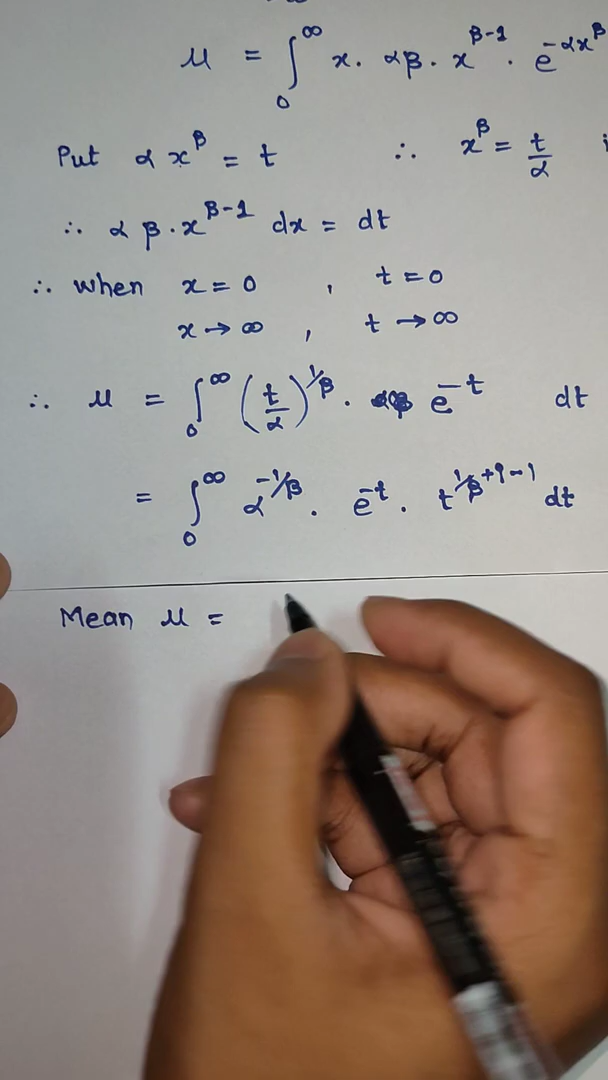 μ = ∫₀^∞ x · αβ · x^(β-1) · e^(-αx^β)
Put αx^β = t ∴ x^β = t/α
∴ αβ · x^(β-1) dx = dt
∴ when x = 0 , t = 0
x → ∞ , t → ∞
∴ μ = ∫₀^∞ (t/α)^(1/β) · e^(-t) dt
= ∫₀^∞ α^(-1/β) · e^(-t) · t^(1/β+1-1) dt
Mean μ =